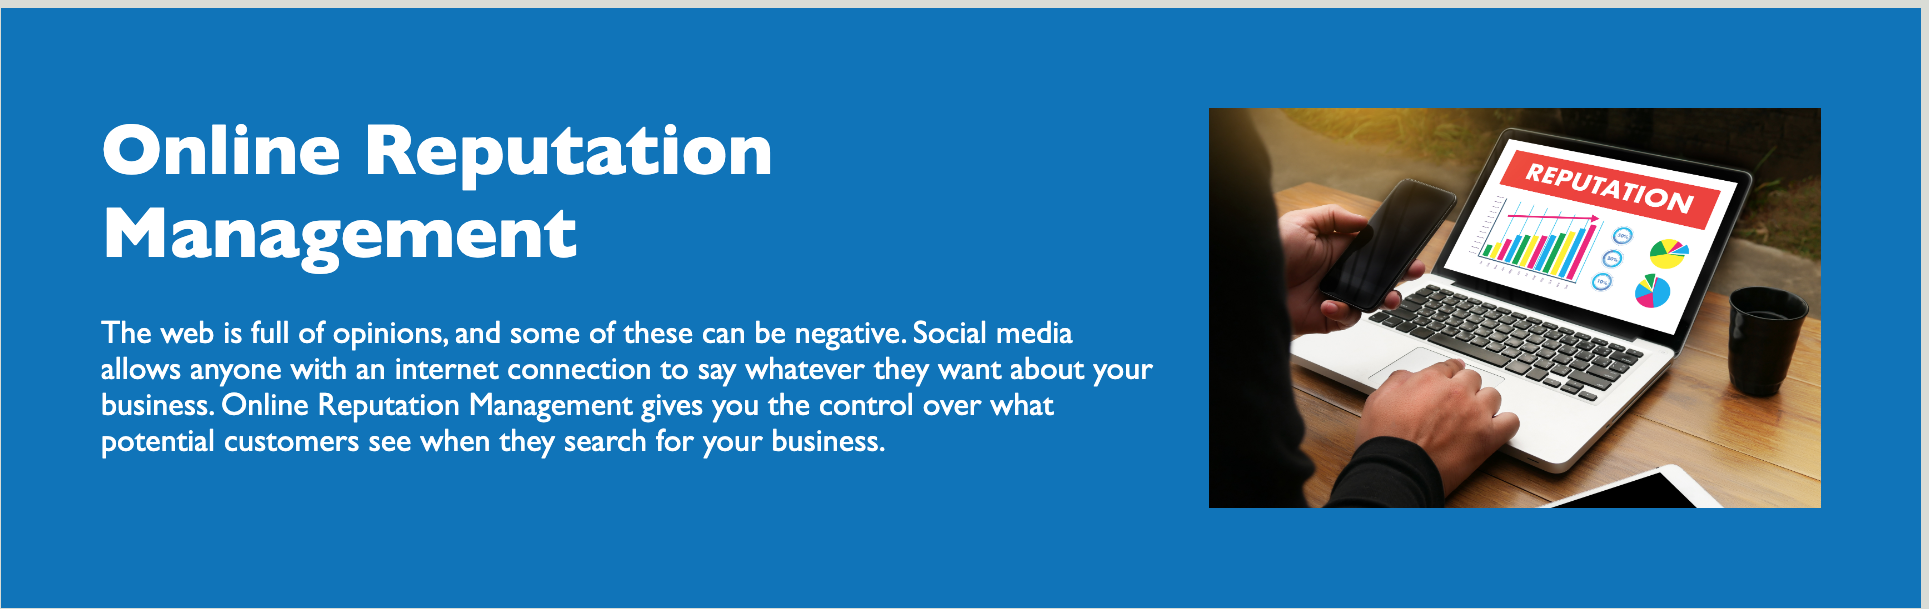 Online Reputation
Management
The web is full of opinions, and some of these can be negative. Social media
allows anyone with an internet connection to say whatever they want about your
business. Online Reputation Management gives you the control over what
potential customers see when they search for your business.
REPUTATION